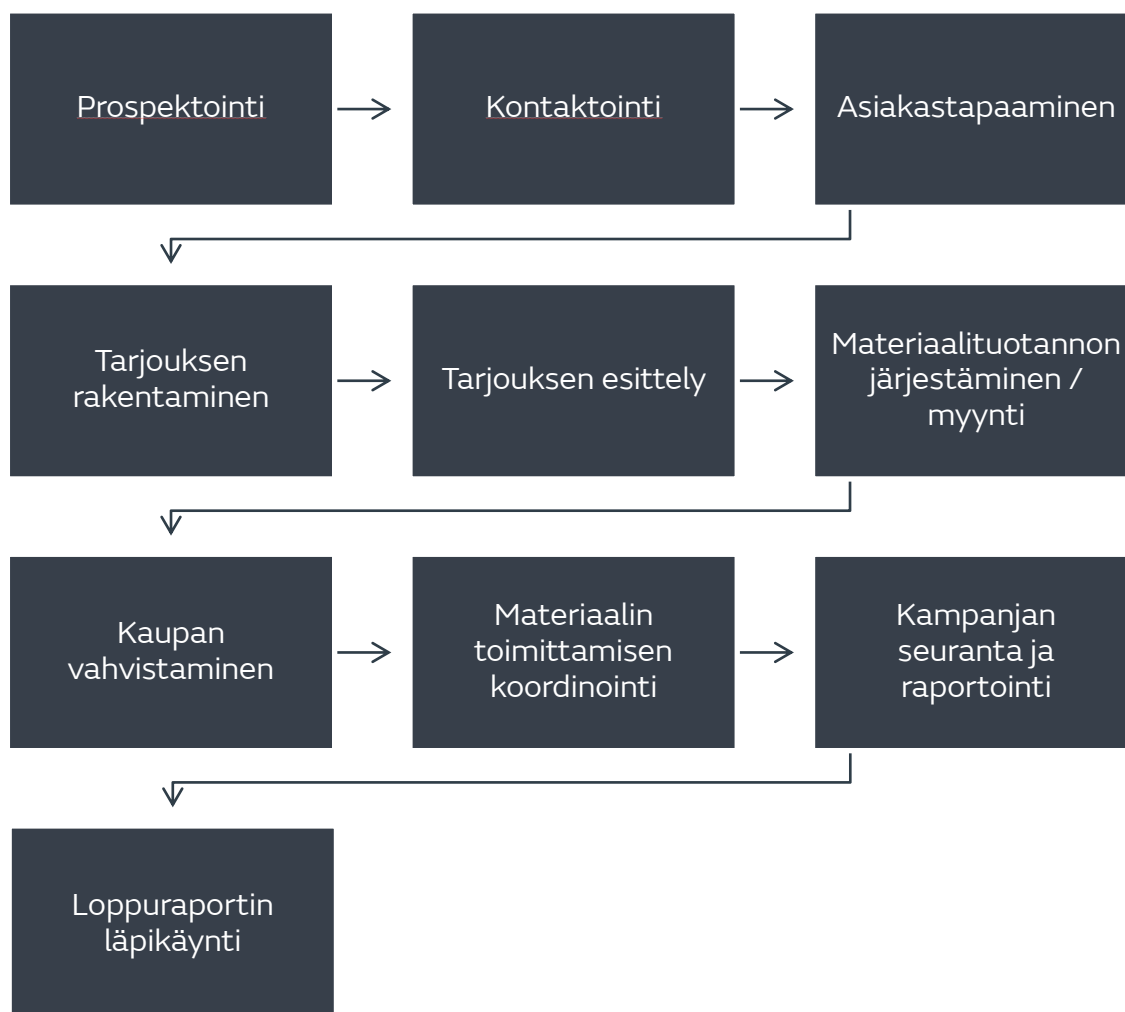 Prospektointi
Kontaktointi
Asiakastapaaminen
Tarjouksen
rakentaminen
Tarjouksen esittely
Materiaalituotannon
järjestäminen /
myynti
Kaupan
vahvistaminen
Materiaalin
toimittamisen
koordinointi
Kampanjan
seuranta ja
raportointi
Loppuraportin
läpikäynti